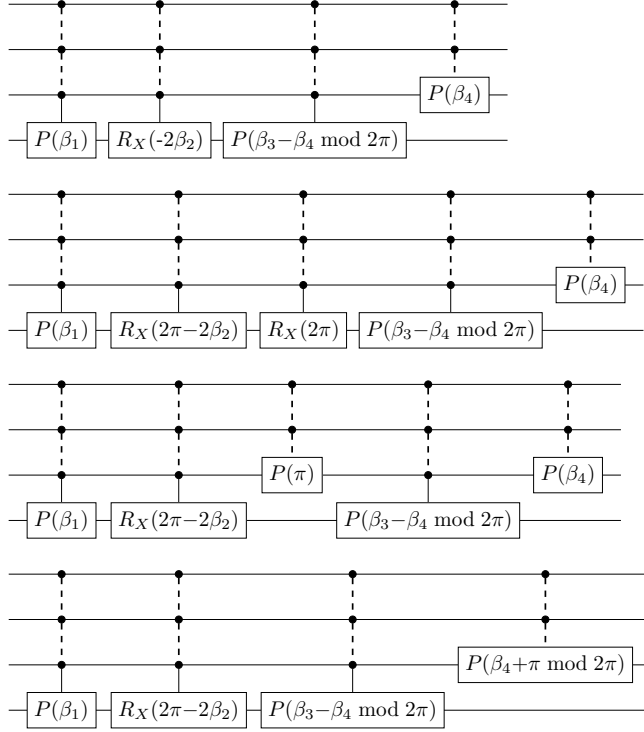 P(β₄)
P(β₁) R_X(-2β₂) P(β₃−β₄ mod 2π)
P(β₄)
P(β₁) R_X(2π−2β₂) R_X(2π) P(β₃−β₄ mod 2π)
P(π) P(β₄)
P(β₁) R_X(2π−2β₂) P(β₃−β₄ mod 2π)
P(β₄+π mod 2π)
P(β₁) R_X(2π−2β₂) P(β₃−β₄ mod 2π)